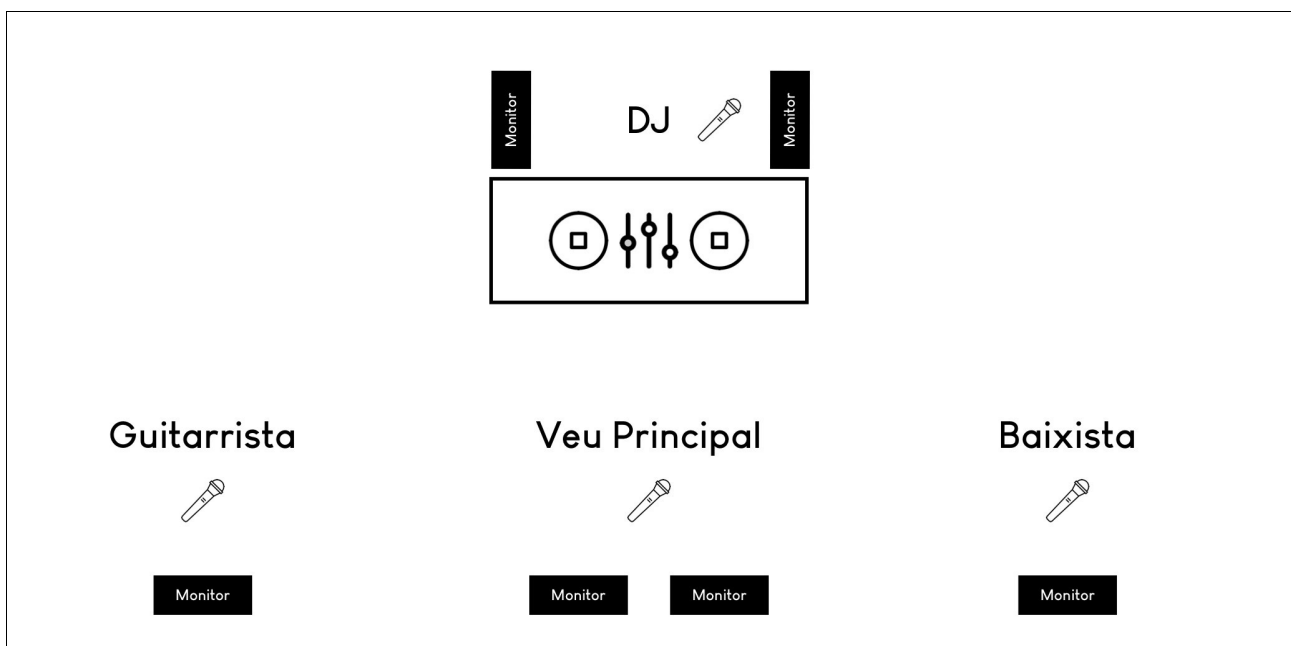 Monitor
DJ
Monitor
Guitarrista
Veu Principal
Baixista
Monitor
Monitor
Monitor
Monitor